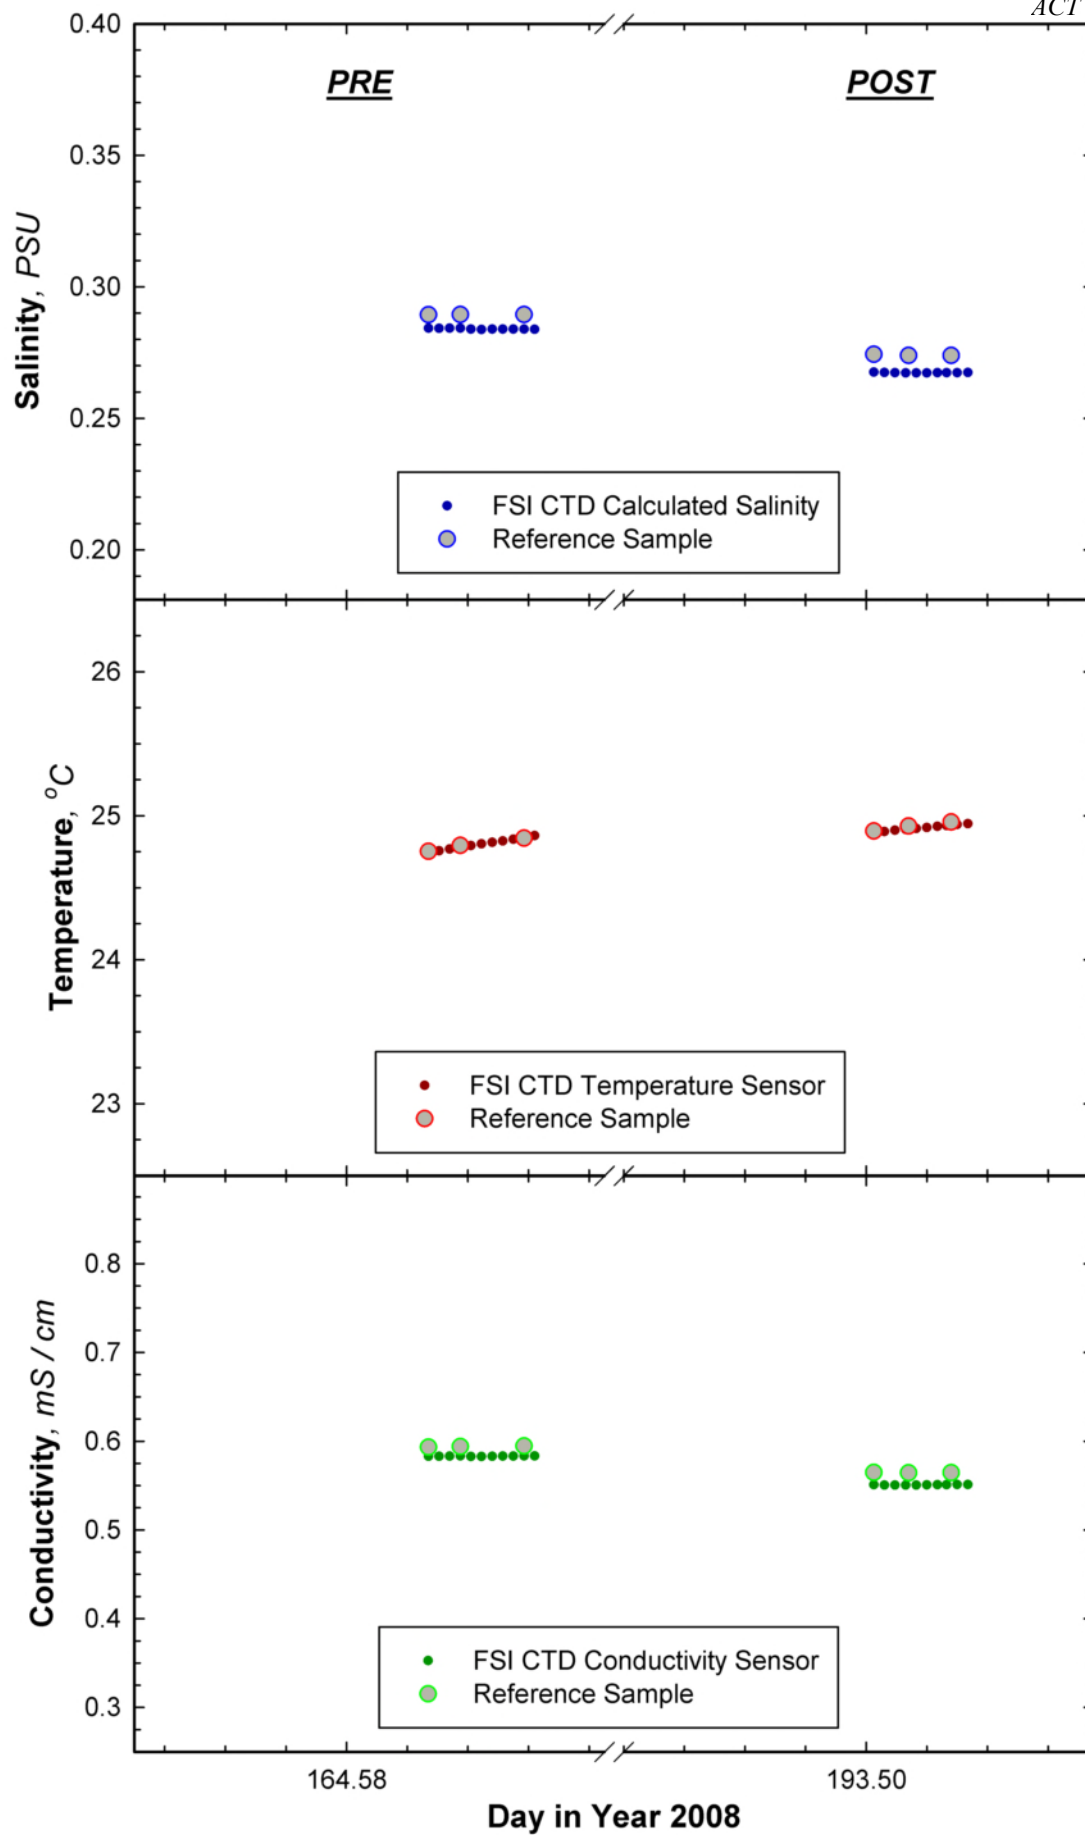 ACT
0.40
PRE
POST
0.35
0.30
0.25
0.20
Salinity, PSU
FSI CTD Calculated Salinity
Reference Sample
26
25
24
23
Temperature, °C
FSI CTD Temperature Sensor
Reference Sample
0.8
0.7
0.6
0.5
0.4
0.3
Conductivity, mS / cm
FSI CTD Conductivity Sensor
Reference Sample
164.58
193.50
Day in Year 2008